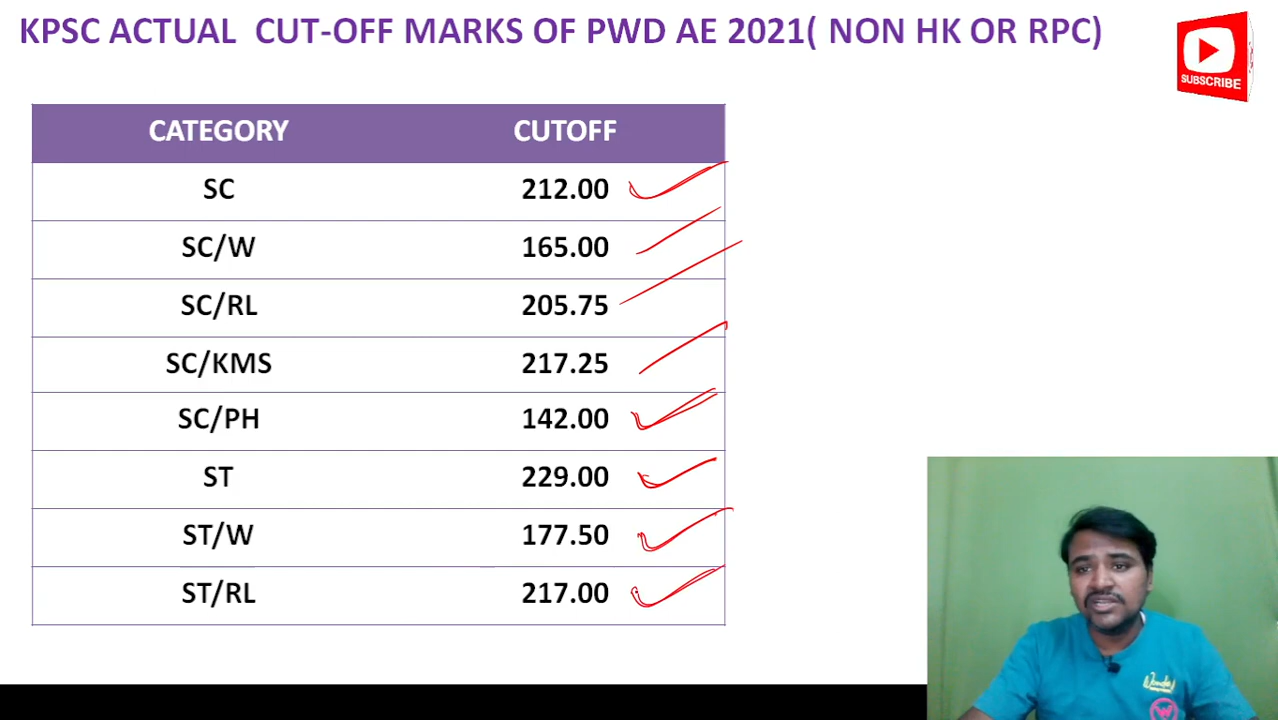 KPSC ACTUAL CUT-OFF MARKS OF PWD AE 2021( NON HK OR RPC)
SUBSCRIBE
CATEGORY CUTOFF
SC 212.00
SC/W 165.00
SC/RL 205.75
SC/KMS 217.25
SC/PH 142.00
ST 229.00
ST/W 177.50
ST/RL 217.00